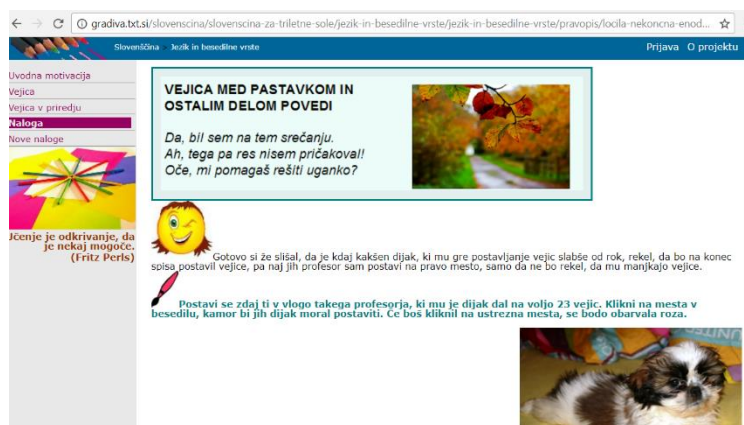 gradiva.txt.si/slovenscina/slovenscina-za-triletne-sole/jezik-in-besedilne-vrste/jezik-in-besedilne-vrste/pravopis/locila-nekoncna-enod...
Slovenščina Jezik in besedilne vrste
Prijava O projektu
Uvodna motivacija
Vejica
Vejica v priredju
Naloga
Nove naloge
Učenje je odkrivanje, da
je nekaj mogoče.
(Fritz Perls)
VEJICA MED PASTAVKOM IN
OSTALIM DELOM POVEDI
Da, bil sem na tem srečanju.
Ah, tega pa res nisem pričakoval!
Oče, mi pomagaš rešiti uganko?
Gotovo si že slišal, da je kdaj kakšen dijak, ki mu gre postavljanje vejic slabše od rok, rekel, da bo na konec
spisa postavil vejice, pa naj jih profesor sam postavi na pravo mesto, samo da ne bo rekel, da mu manjkajo vejice.
Postavi se zdaj ti v vlogo takega profesorja, ki mu je dijak dal na voljo 23 vejic. Klikni na mesta v
besedilu, kamor bi jih dijak moral postaviti. Če boš kliknil na ustrezna mesta, se bodo obarvala roza.